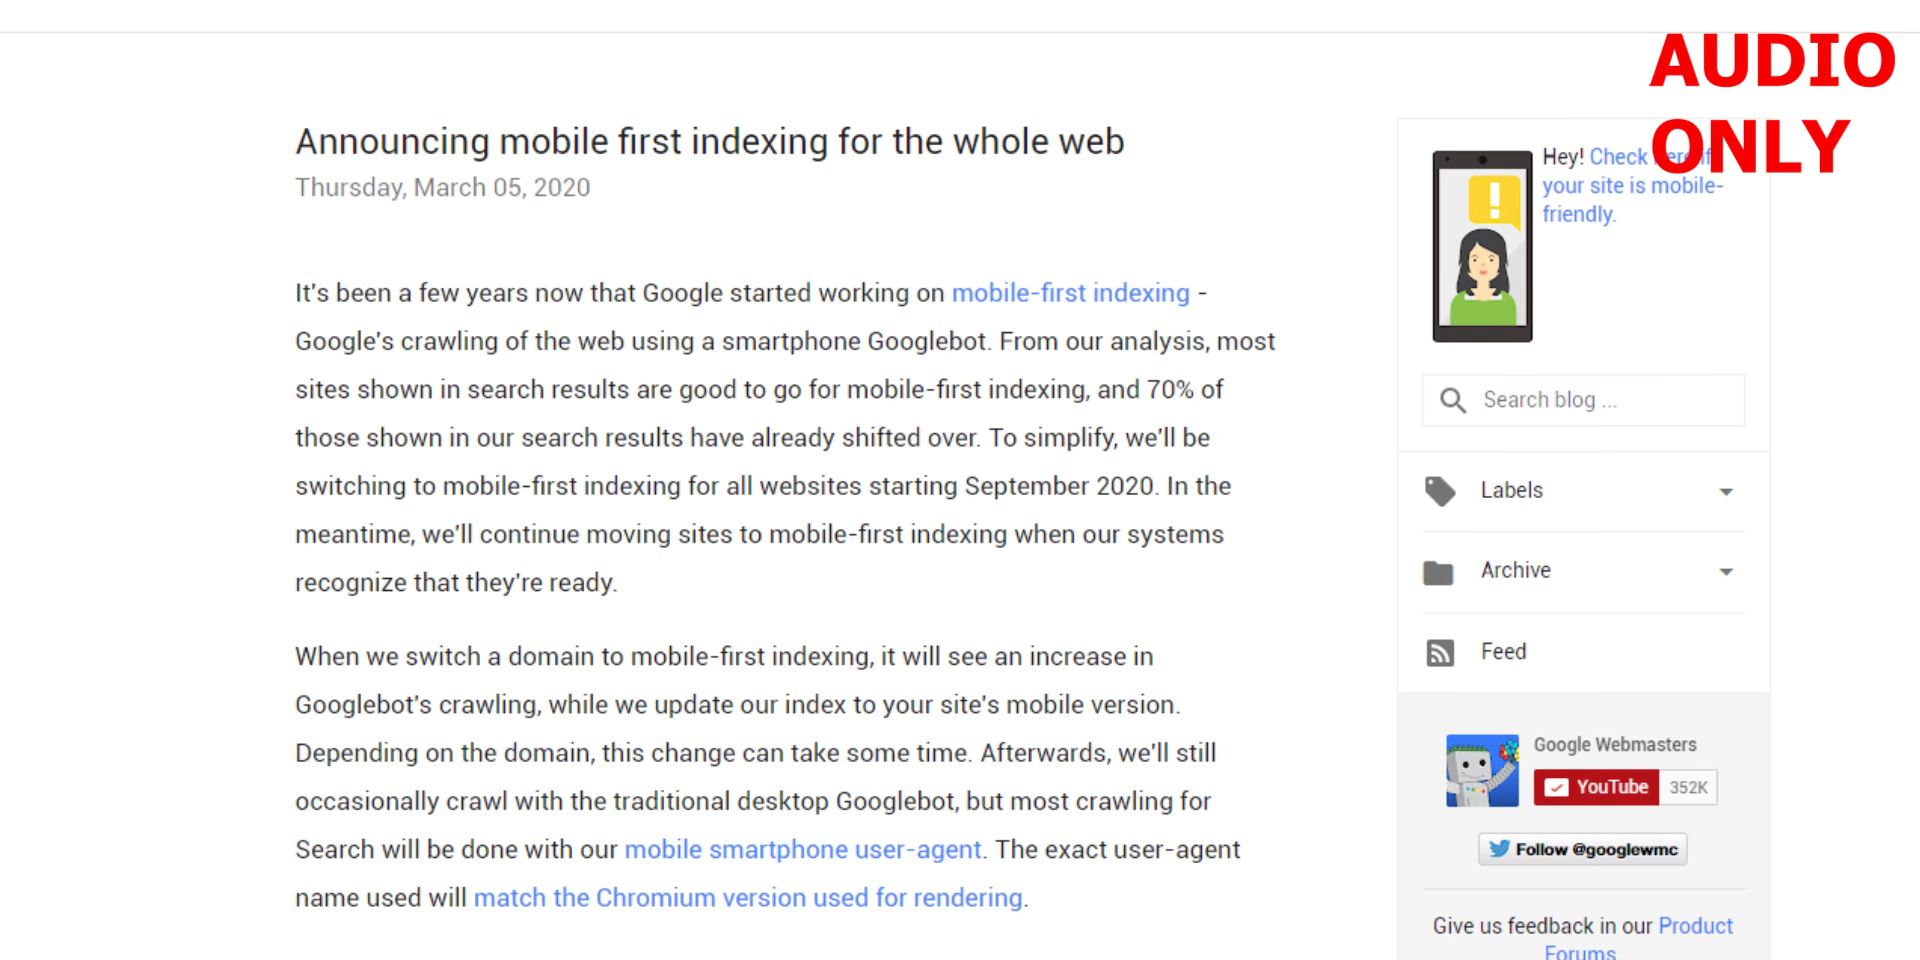 AUDIO
ONLY
Announcing mobile first indexing for the whole web
Thursday, March 05, 2020
It's been a few years now that Google started working on mobile-first indexing -
Google's crawling of the web using a smartphone Googlebot. From our analysis, most
sites shown in search results are good to go for mobile-first indexing, and 70% of
those shown in our search results have already shifted over. To simplify, we'll be
switching to mobile-first indexing for all websites starting September 2020. In the
meantime, we'll continue moving sites to mobile-first indexing when our systems
recognize that they're ready.
When we switch a domain to mobile-first indexing, it will see an increase in
Googlebot's crawling, while we update our index to your site's mobile version.
Depending on the domain, this change can take some time. Afterwards, we'll still
occasionally crawl with the traditional desktop Googlebot, but most crawling for
Search will be done with our mobile smartphone user-agent. The exact user-agent
name used will match the Chromium version used for rendering.
Hey! Check here if
your site is mobile-
friendly.
Search blog ...
Labels
Archive
Feed
Google Webmasters
YouTube 352K
Follow @googlewmc
Give us feedback in our Product
Forums